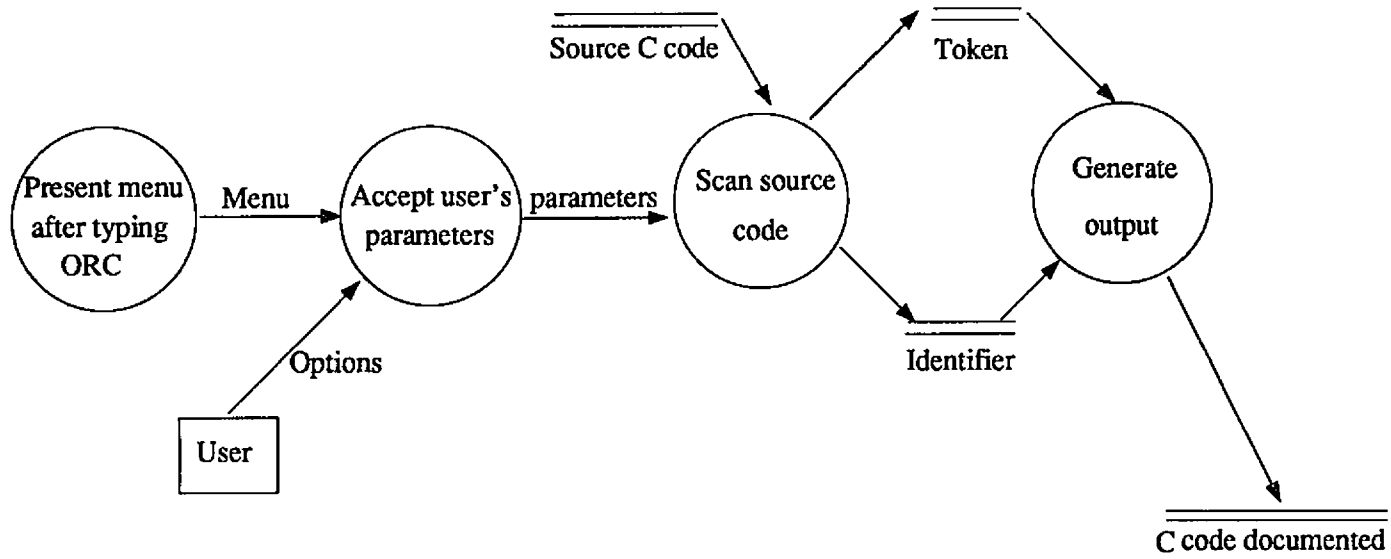 Source C code
Token
Present menu
after typing
ORC
Menu
Accept user's
parameters
parameters
Scan source
code
Generate
output
Options
User
Identifier
C code documented